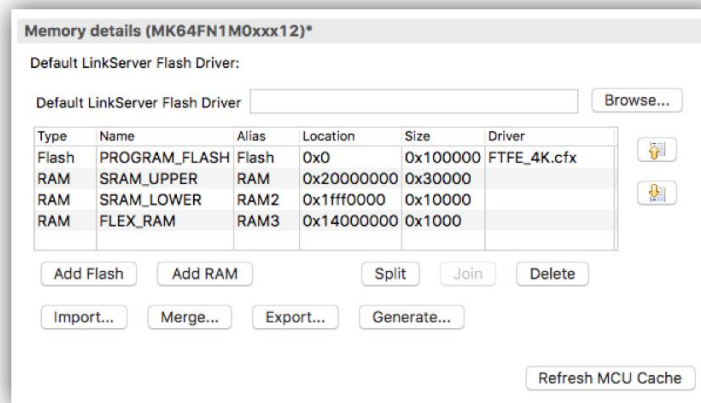 Memory details (MK64FN1M0xxx12)*
Default LinkServer Flash Driver:
Default LinkServer Flash Driver Browse...
Type Name Alias Location Size Driver
Flash PROGRAM_FLASH Flash 0x0 0x100000 FTFE_4K.cfx
RAM SRAM_UPPER RAM 0x20000000 0x30000
RAM SRAM_LOWER RAM2 0x1fff0000 0x10000
RAM FLEX_RAM RAM3 0x14000000 0x1000
Add Flash Add RAM Split Join Delete
Import... Merge... Export... Generate...
Refresh MCU Cache